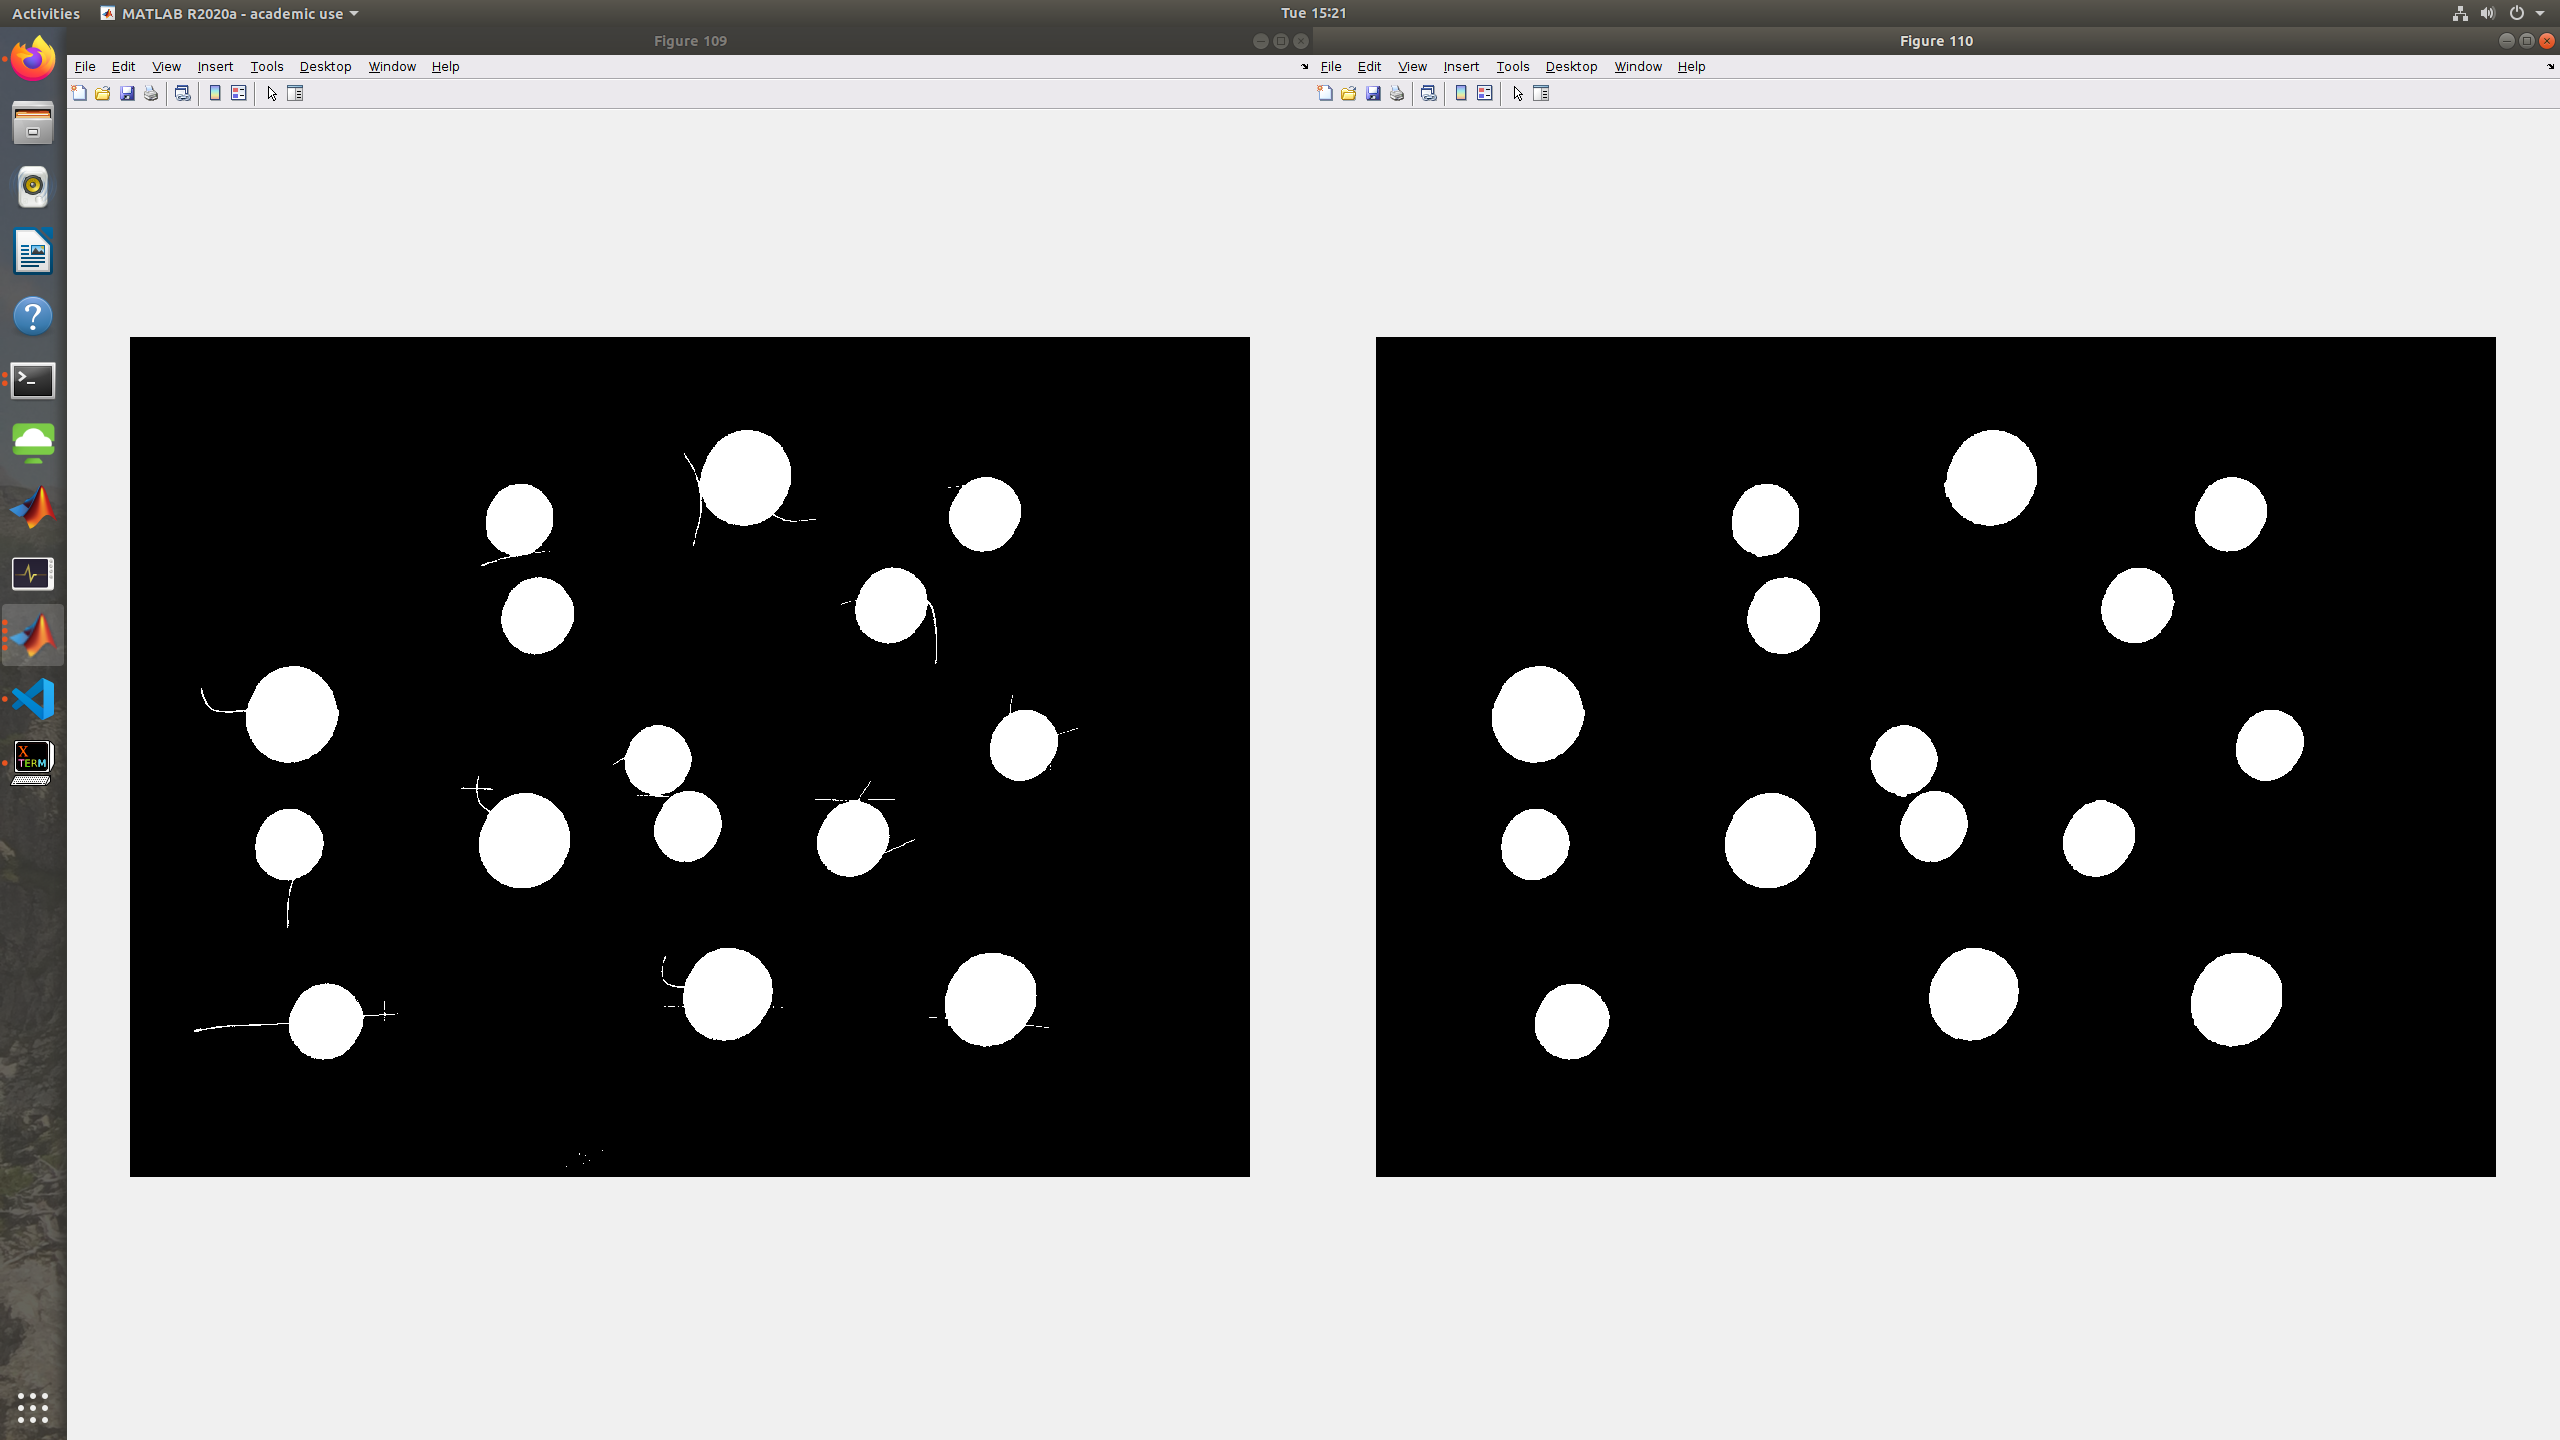 Activities MATLAB R2020a - academic use Tue 15:21
Figure 109 Figure 110
File Edit View Insert Tools Desktop Window Help File Edit View Insert Tools Desktop Window Help
?
>_
X
TERM